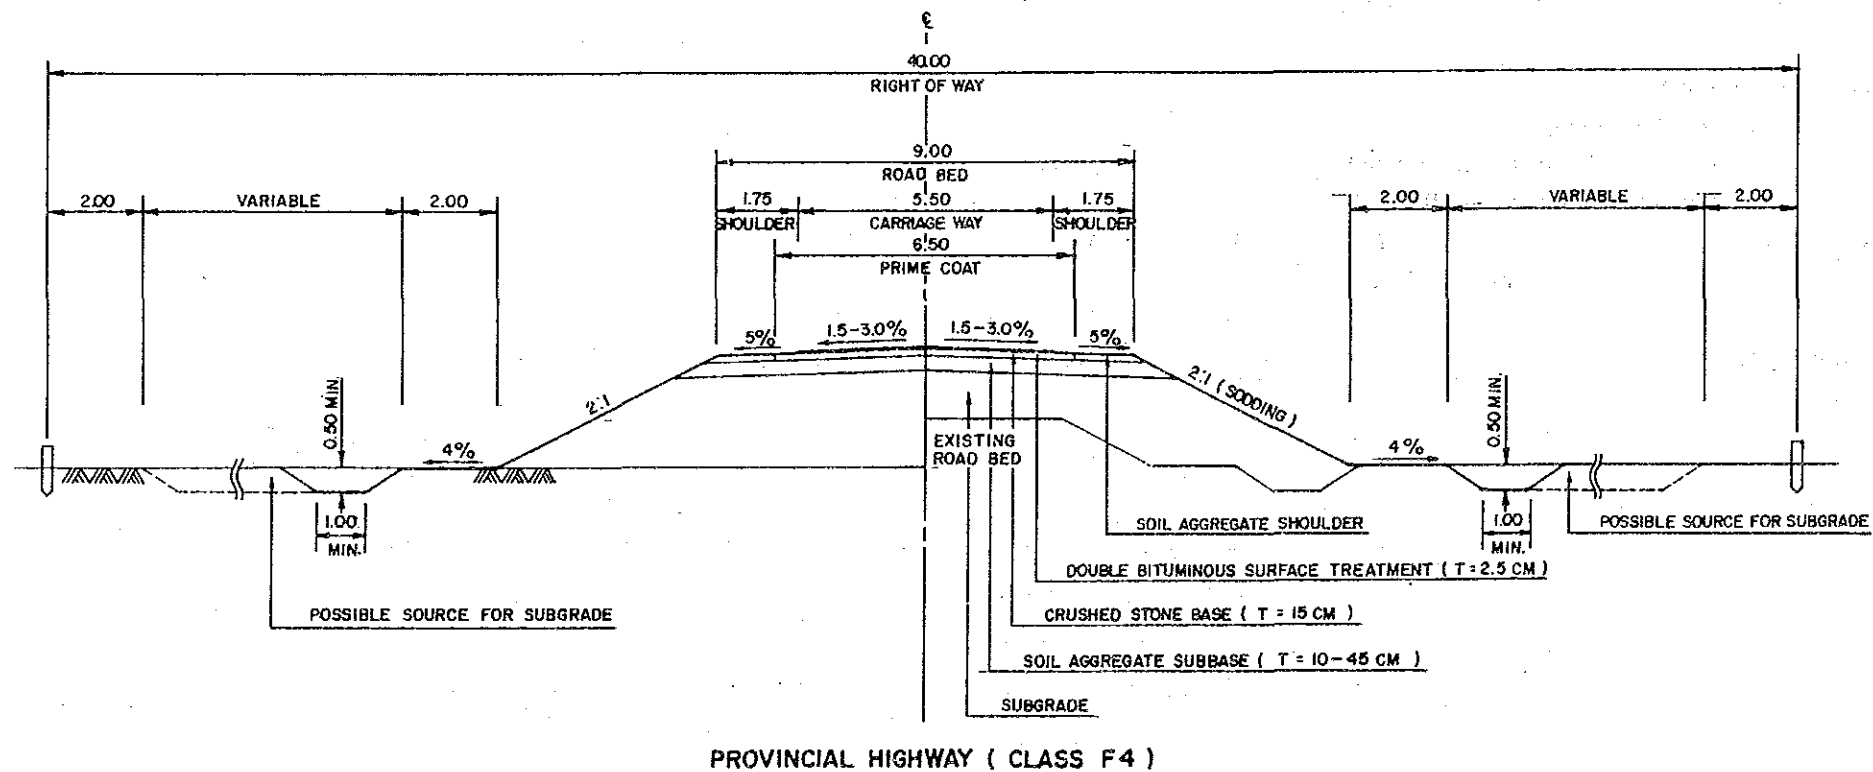 ℄
40.00
RIGHT OF WAY
9.00
ROAD BED
2.00 VARIABLE 2.00 1.75 5.50 1.75 2.00 VARIABLE 2.00
SHOULDER CARRIAGE WAY SHOULDER
6.50
PRIME COAT
5% 1.5-3.0% 1.5-3.0% 5%
2:1
2:1 ( SODDING )
0.50 MIN.
0.50 MIN.
4%
4%
EXISTING
ROAD BED
1.00
MIN.
1.00
MIN.
SOIL AGGREGATE SHOULDER
POSSIBLE SOURCE FOR SUBGRADE
DOUBLE BITUMINOUS SURFACE TREATMENT ( T = 2.5 CM )
POSSIBLE SOURCE FOR SUBGRADE
CRUSHED STONE BASE ( T = 15 CM )
SOIL AGGREGATE SUBBASE ( T = 10-45 CM )
SUBGRADE
PROVINCIAL HIGHWAY ( CLASS F4 )